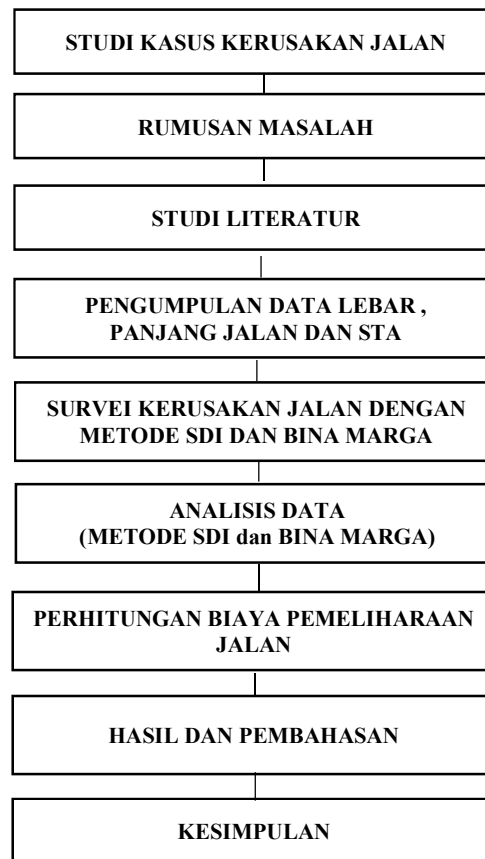 STUDI KASUS KERUSAKAN JALAN
RUMUSAN MASALAH
STUDI LITERATUR
PENGUMPULAN DATA LEBAR ,
PANJANG JALAN DAN STA
SURVEI KERUSAKAN JALAN DENGAN
METODE SDI DAN BINA MARGA
ANALISIS DATA
(METODE SDI dan BINA MARGA)
PERHITUNGAN BIAYA PEMELIHARAAN
JALAN
HASIL DAN PEMBAHASAN
KESIMPULAN